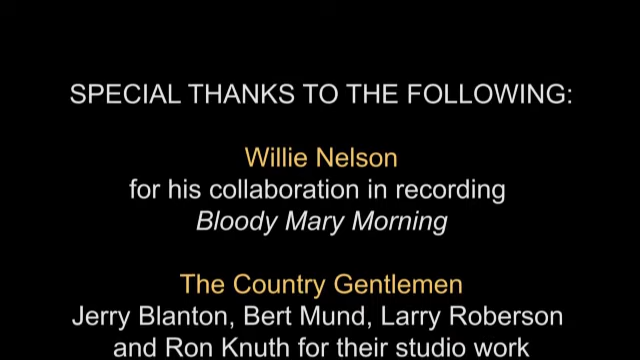 SPECIAL THANKS TO THE FOLLOWING:
Willie Nelson
for his collaboration in recording
Bloody Mary Morning
The Country Gentlemen
Jerry Blanton, Bert Mund, Larry Roberson
and Ron Knuth for their studio work